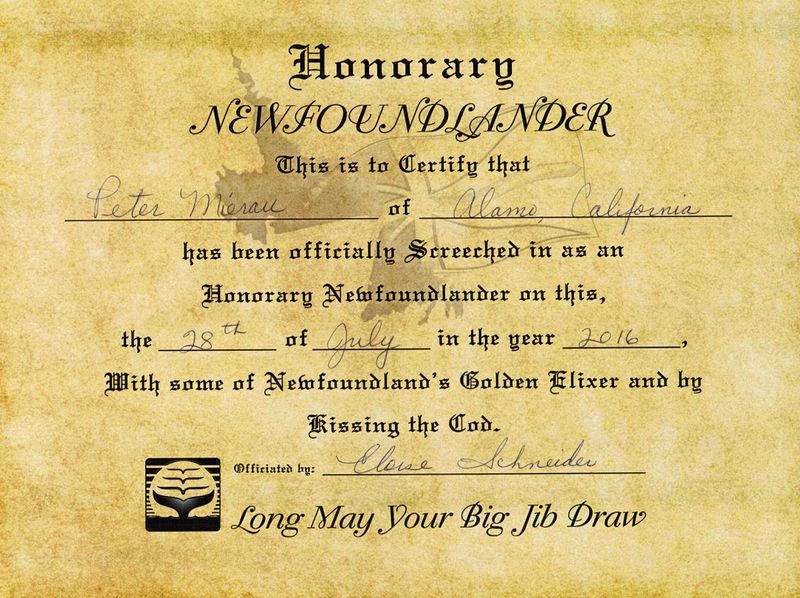 Honorary
NEWFOUNDLANDER
This is to Certify that
Peter Mierau of Alamo, California
has been officially Screeched in as an
Honorary Newfoundlander on this,
the 28th of July in the year 2016,
With some of Newfoundland's Golden Elixer and by
Kissing the Cod.
Officiated by: Eloise Schneider
Long May Your Big Jib Draw